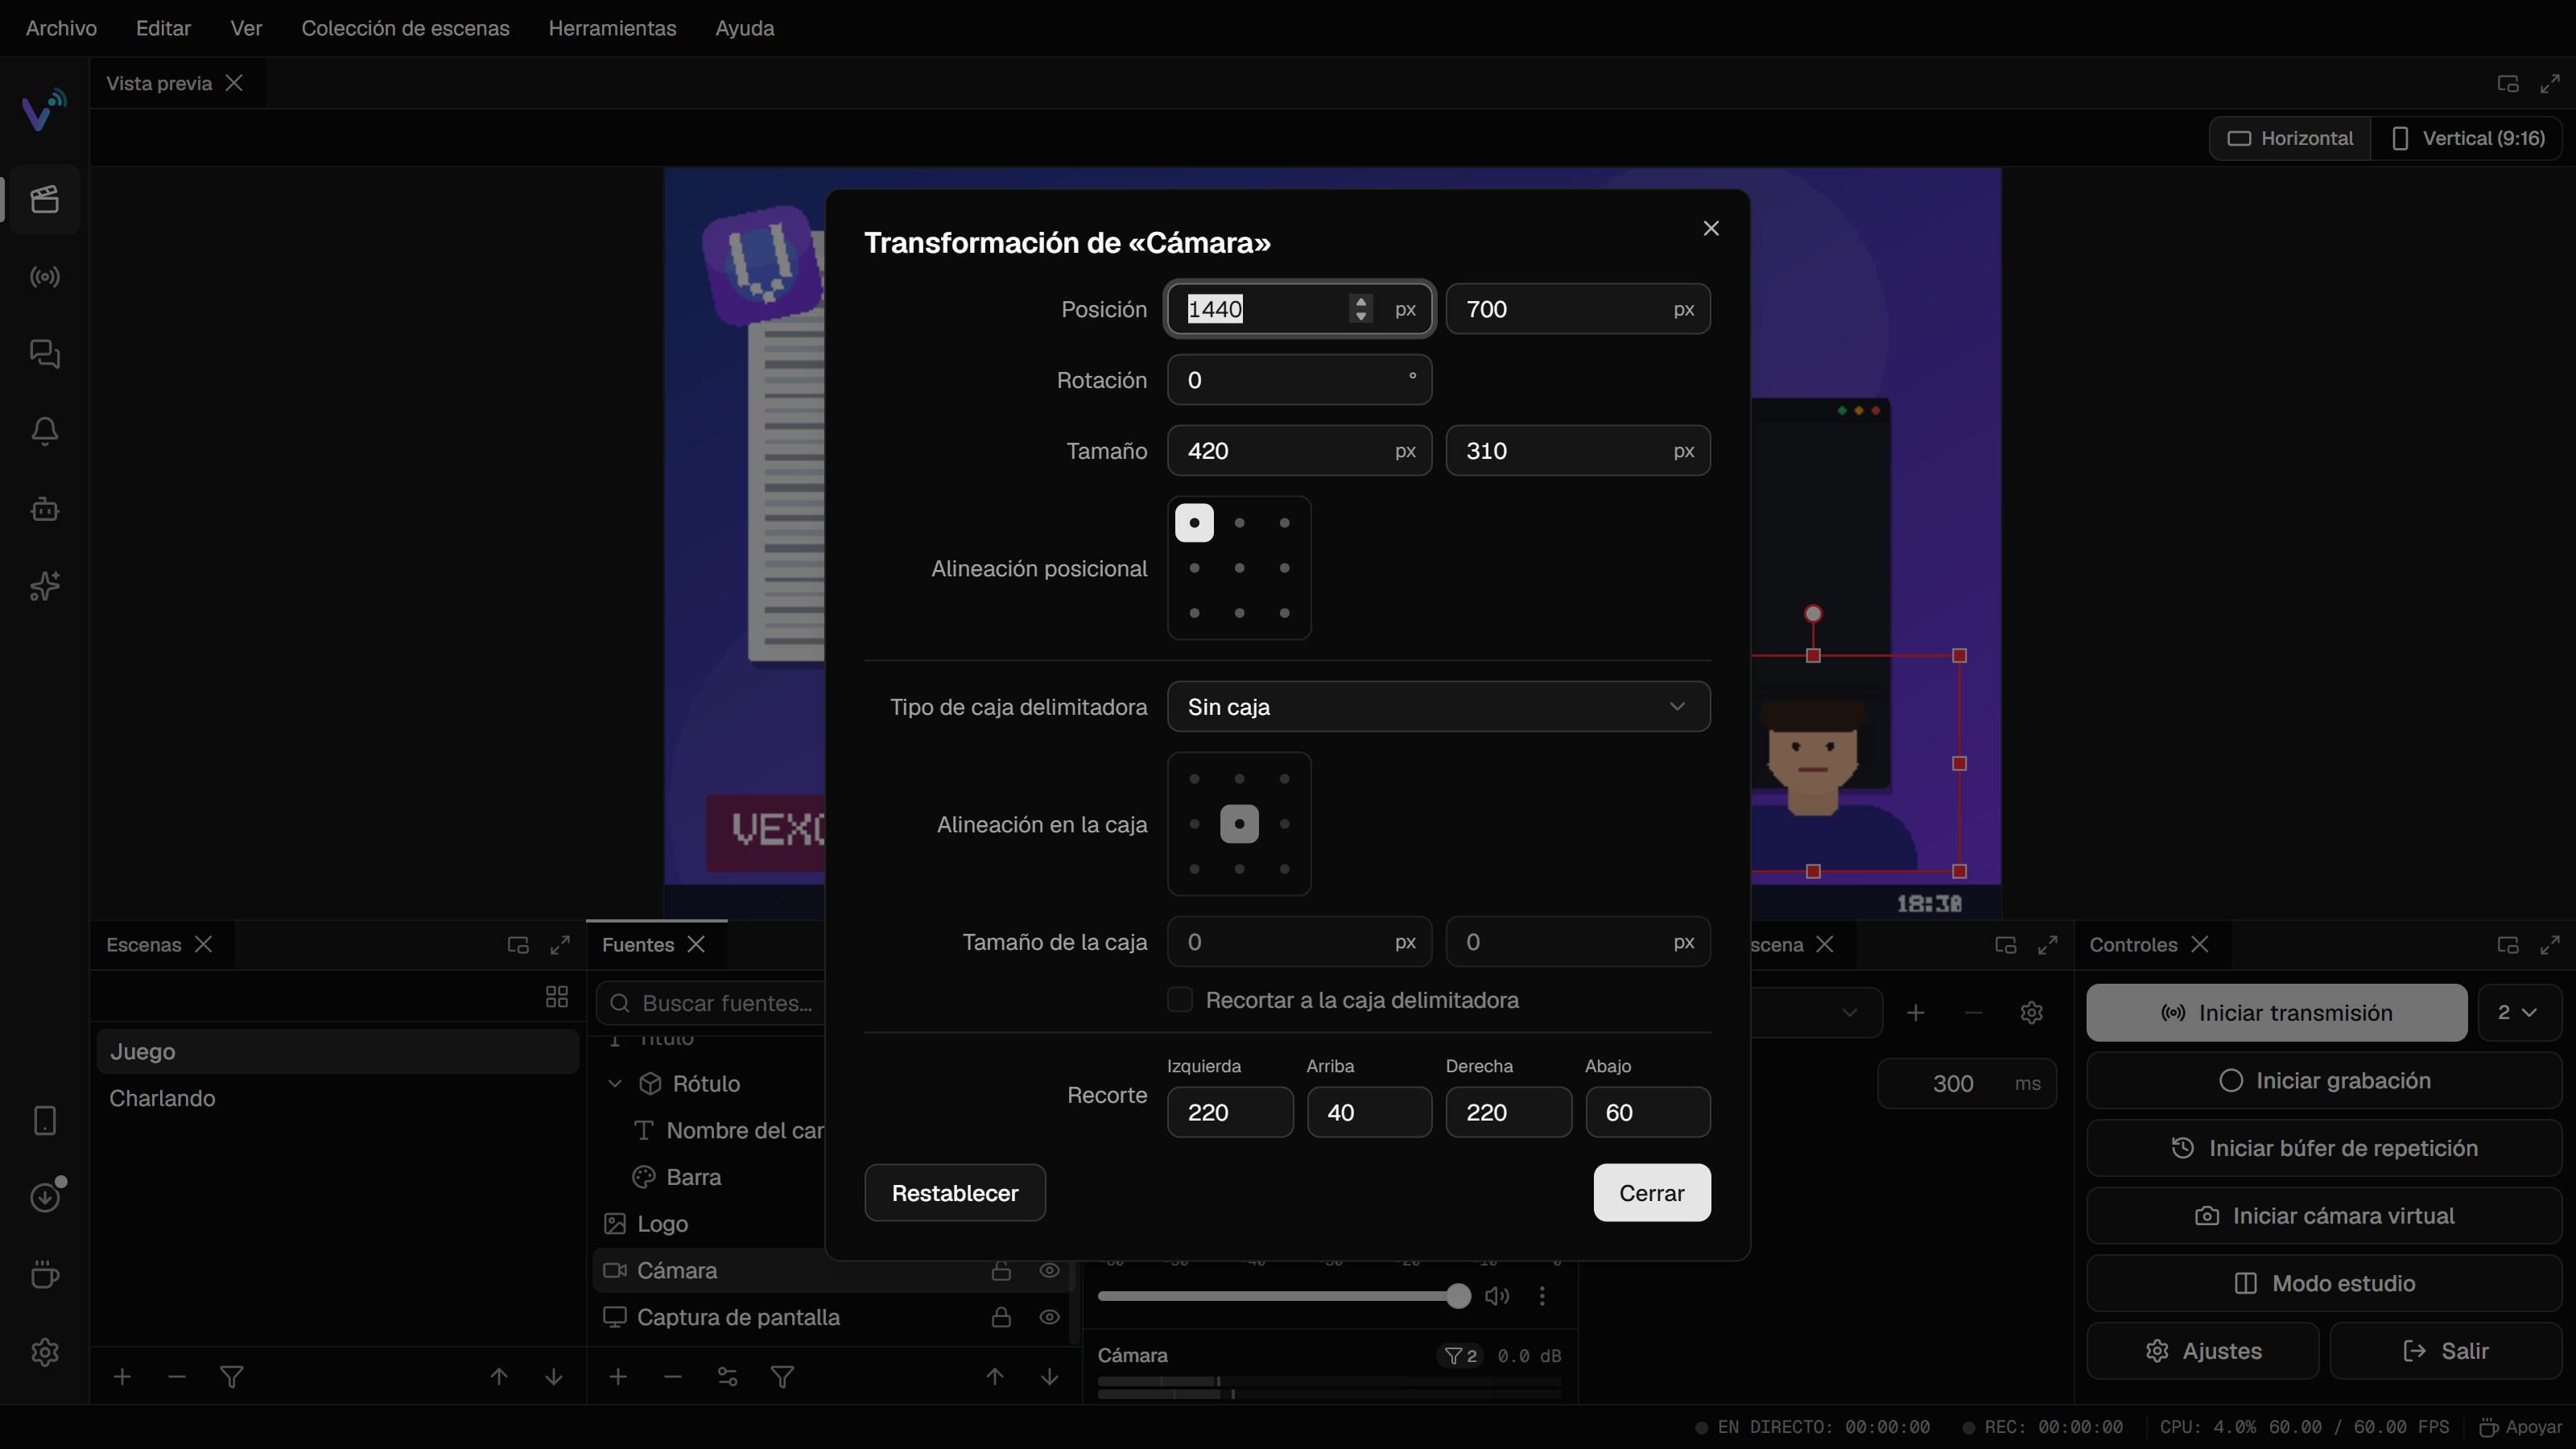 Archivo Editar Ver Colección de escenas Herramientas Ayuda
Vista previa
Horizontal Vertical (9:16)
Transformación de «Cámara»
Posición 1440 px 700 px
Rotación 0 °
Tamaño 420 px 310 px
Alineación posicional
Tipo de caja delimitadora Sin caja
Alineación en la caja
Tamaño de la caja 0 px 0 px
Recortar a la caja delimitadora
Izquierda Arriba Derecha Abajo
Recorte 220 40 220 60
Restablecer Cerrar
18:30
Escenas
Juego
Charlando
Fuentes
Buscar fuentes...
Título
Rótulo
Nombre del
Barra
Logo
Cámara
Captura de pantalla
Cámara 2 0.0 dB
300 ms
Controles
Iniciar transmisión 2
Iniciar grabación
Iniciar búfer de repetición
Iniciar cámara virtual
Modo estudio
Ajustes Salir
EN DIRECTO: 00:00:00 REC: 00:00:00 CPU: 4.0% 60.00 / 60.00 FPS Apoyar